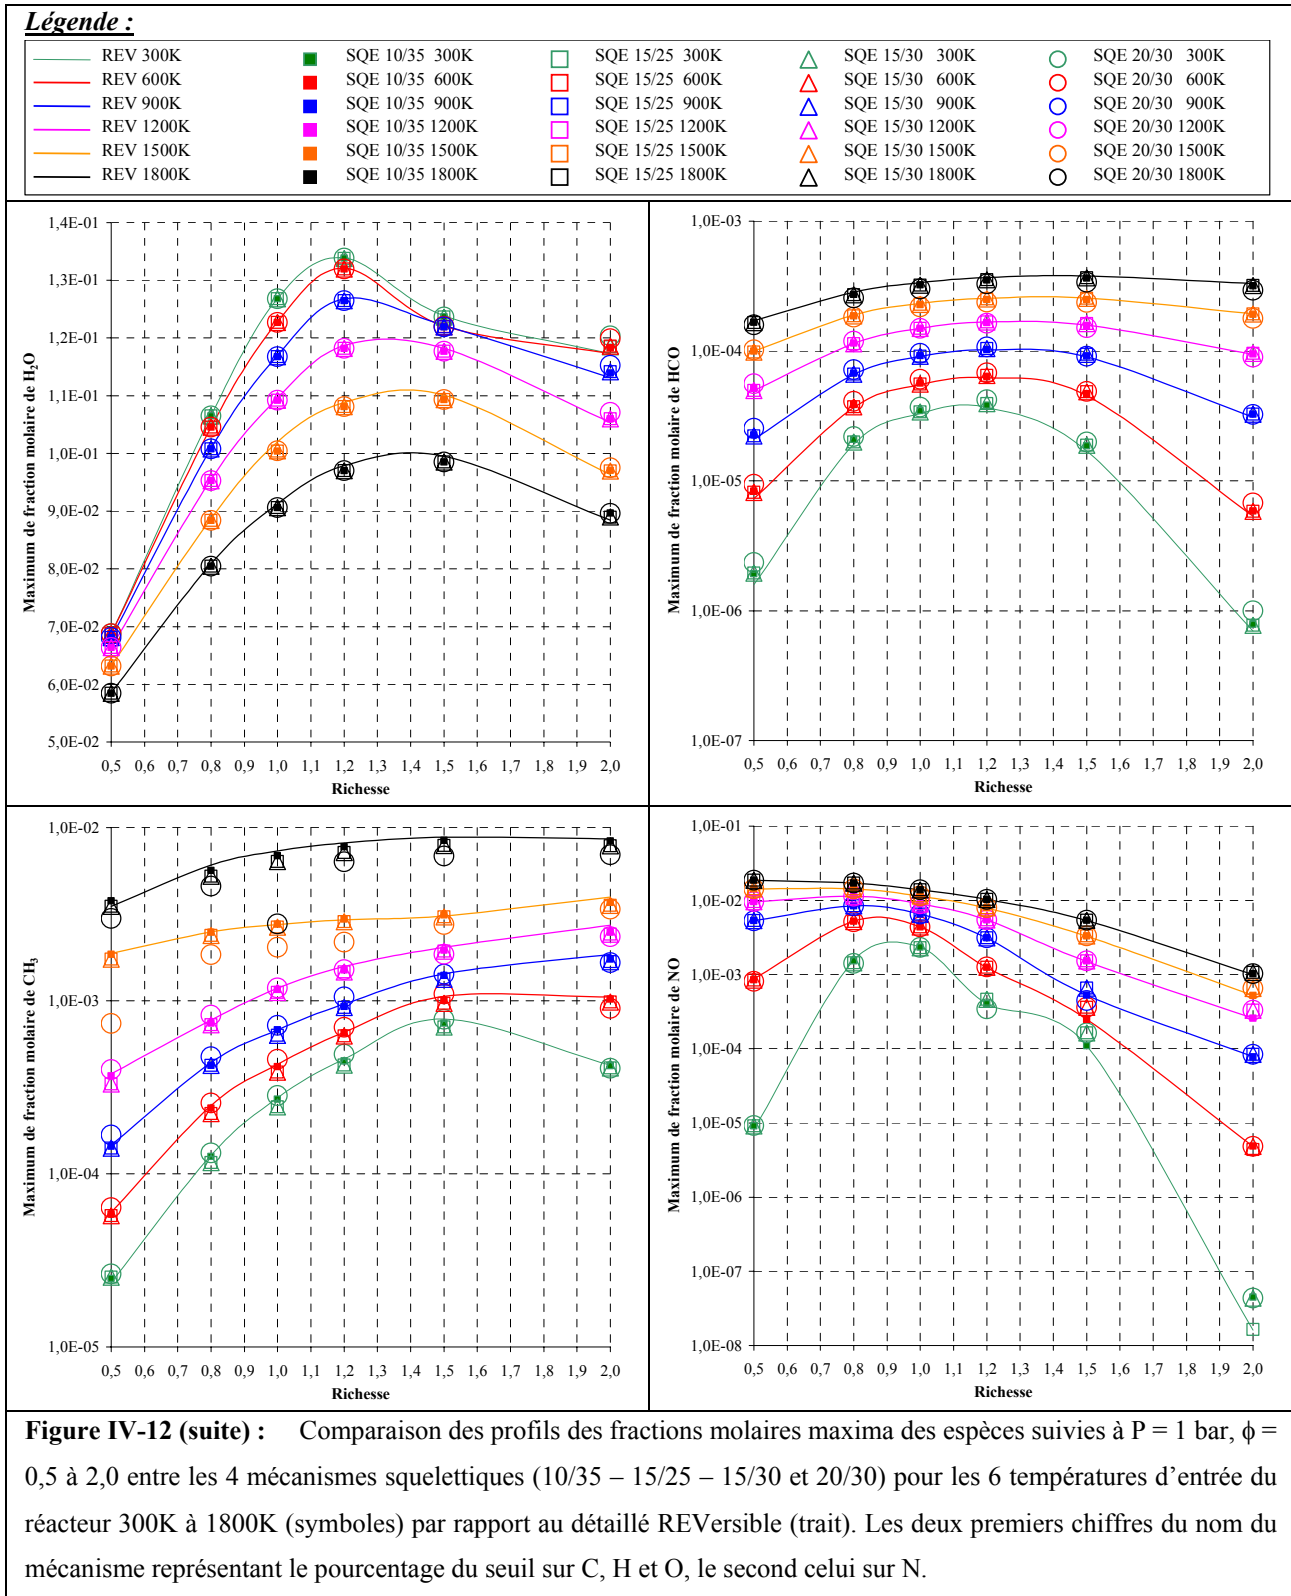 Légende :
REV 300K SQE 10/35 300K SQE 15/25 300K SQE 15/30 300K SQE 20/30 300K
REV 600K SQE 10/35 600K SQE 15/25 600K SQE 15/30 600K SQE 20/30 600K
REV 900K SQE 10/35 900K SQE 15/25 900K SQE 15/30 900K SQE 20/30 900K
REV 1200K SQE 10/35 1200K SQE 15/25 1200K SQE 15/30 1200K SQE 20/30 1200K
REV 1500K SQE 10/35 1500K SQE 15/25 1500K SQE 15/30 1500K SQE 20/30 1500K
REV 1800K SQE 10/35 1800K SQE 15/25 1800K SQE 15/30 1800K SQE 20/30 1800K
Maximum de fraction molaire de H₂O
1,4E-01
1,3E-01
1,2E-01
1,1E-01
1,0E-01
9,0E-02
8,0E-02
7,0E-02
6,0E-02
5,0E-02
0,5 0,6 0,7 0,8 0,9 1,0 1,1 1,2 1,3 1,4 1,5 1,6 1,7 1,8 1,9 2,0
Richesse
Maximum de fraction molaire de HCO
1,0E-03
1,0E-04
1,0E-05
1,0E-06
1,0E-07
0,5 0,6 0,7 0,8 0,9 1,0 1,1 1,2 1,3 1,4 1,5 1,6 1,7 1,8 1,9 2,0
Richesse
Maximum de fraction molaire de CH₃
1,0E-02
1,0E-03
1,0E-04
1,0E-05
0,5 0,6 0,7 0,8 0,9 1,0 1,1 1,2 1,3 1,4 1,5 1,6 1,7 1,8 1,9 2,0
Richesse
Maximum de fraction molaire de NO
1,0E-01
1,0E-02
1,0E-03
1,0E-04
1,0E-05
1,0E-06
1,0E-07
1,0E-08
0,5 0,6 0,7 0,8 0,9 1,0 1,1 1,2 1,3 1,4 1,5 1,6 1,7 1,8 1,9 2,0
Richesse
Figure IV-12 (suite) : Comparaison des profils des fractions molaires maxima des espèces suivies à P = 1 bar, ϕ =
0,5 à 2,0 entre les 4 mécanismes squelettiques (10/35 – 15/25 – 15/30 et 20/30) pour les 6 températures d’entrée du
réacteur 300K à 1800K (symboles) par rapport au détaillé REVersible (trait). Les deux premiers chiffres du nom du
mécanisme représentant le pourcentage du seuil sur C, H et O, le second celui sur N.